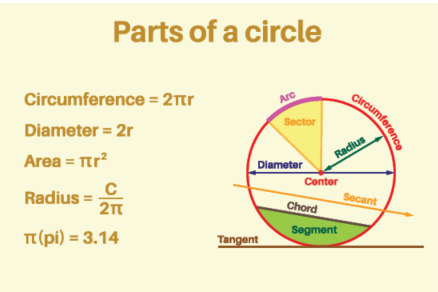 Parts of a circle
Circumference = 2πr
Diameter = 2r
Area = πr²
Radius = C
2π
π(pi) = 3.14
Arc
Sector
Circumference
Radius
Diameter
Center
Secant
Chord
Segment
Tangent